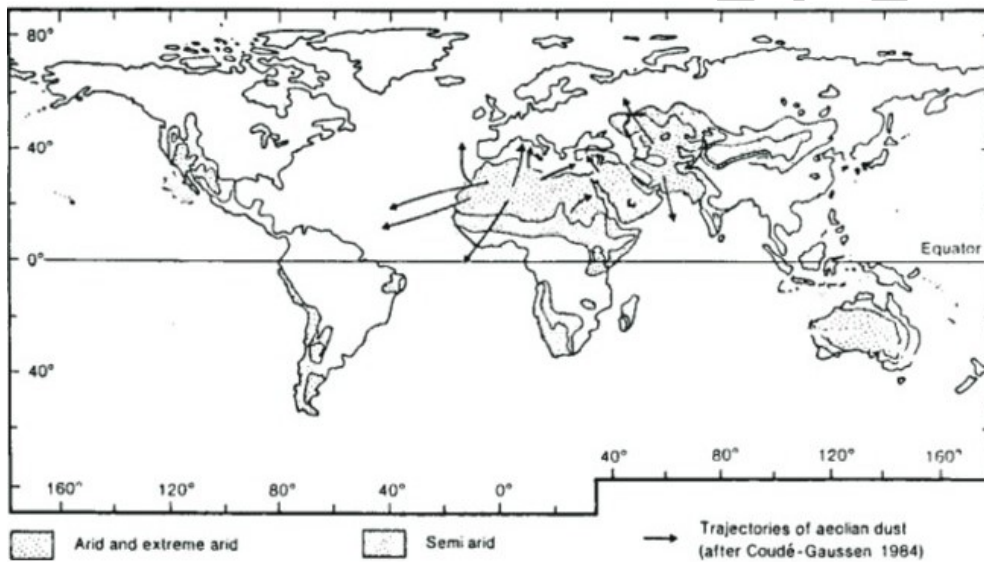 80°
40°
Equator
0°
40°
40° 80° 120° 160°
160° 120° 80° 40° 0°
Arid and extreme arid
Semi arid
Trajectories of aeolian dust
(after Coudé-Gaussen 1984)